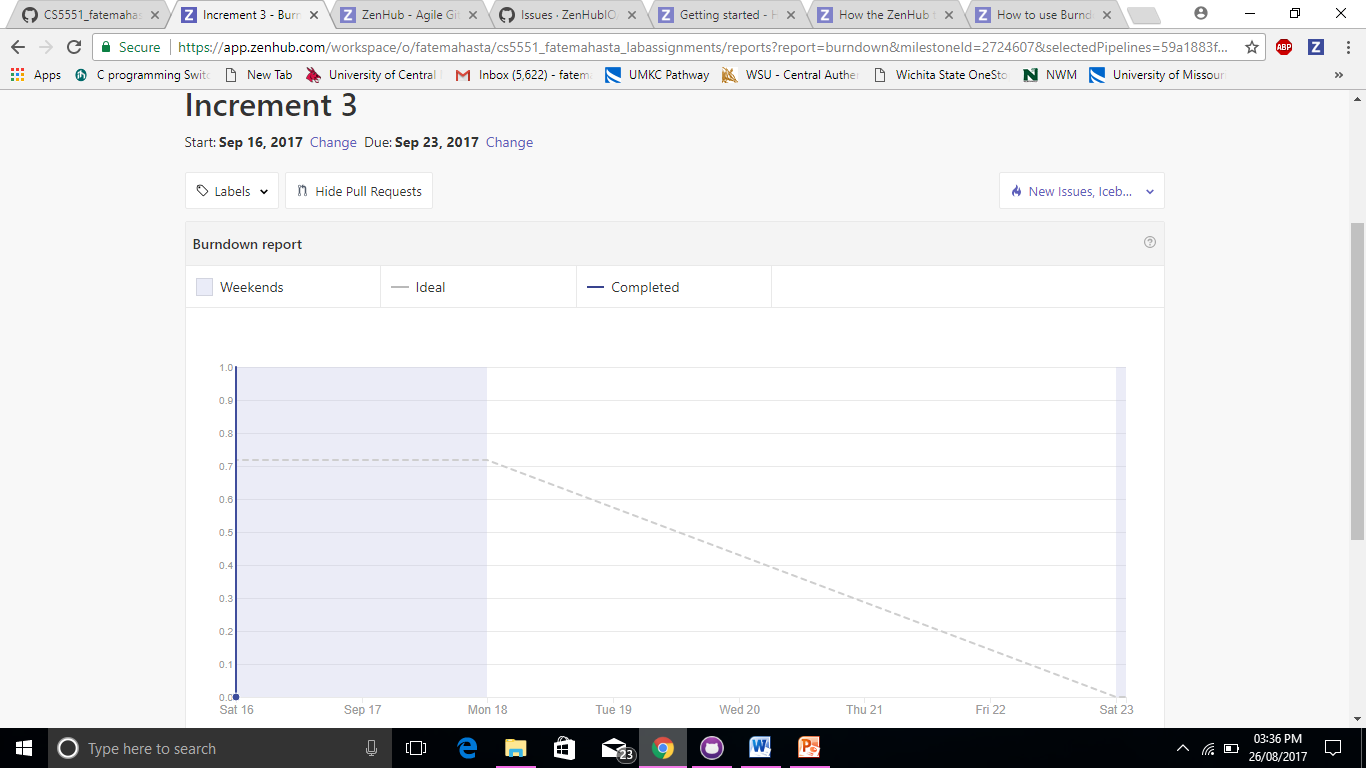 CS5551_fatemahas
Increment 3 - Burn
ZenHub - Agile Git
Issues · ZenHubIO
Getting started - H
How the ZenHub
How to use Burnd
Secure
https://app.zenhub.com/workspace/o/fatemahasta/cs5551_fatemahasta_labassignments/reports?report=burndown&milestoneId=2724607&selectedPipelines=59a1883f...
ABP
Apps
C programming Switc
New Tab
University of Central
Inbox (5,622) - fatem
UMKC Pathway
WSU - Central Authe
Wichita State OneSto
NWM
University of Missour
»
Increment 3
Start: Sep 16, 2017 Change Due: Sep 23, 2017 Change
Labels
Hide Pull Requests
New Issues, Iceb...
Burndown report
?
Weekends
Ideal
Completed
1.0
0.9
0.8
0.7
0.6
0.5
0.4
0.3
0.2
0.1
0.0
Sat 16
Sep 17
Mon 18
Tue 19
Wed 20
Thu 21
Fri 22
Sat 23
Type here to search
23
03:36 PM
26/08/2017